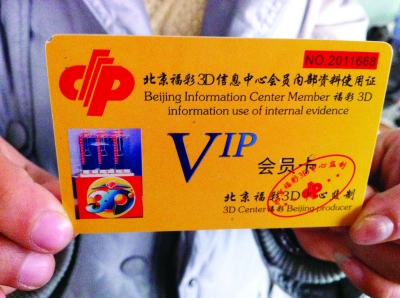 NO.2011668
北京福彩3D信息中心会员内部资料使用证
Beijing Information Center Member 福彩 3D
information use of internal evidence
VIP 会员卡
北京福彩3D中心监制
3D Center 福彩 Beijing producer